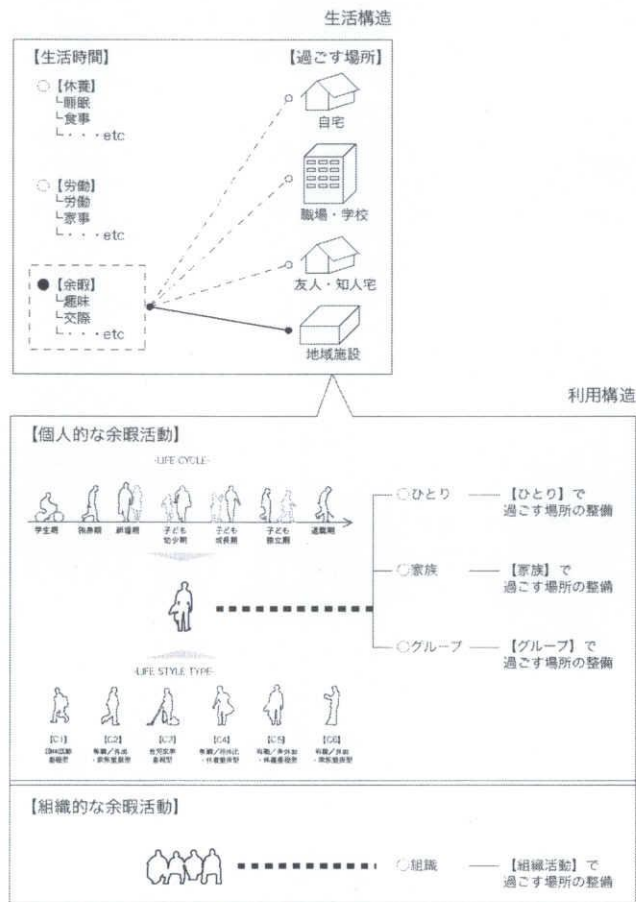 生活構造
【生活時間】
【過ごす場所】
【休養】
└睡眠
└食事
└・・・etc
自宅
【労働】
└労働
└家事
└・・・etc
職場・学校
【余暇】
└趣味
└交際
└・・・etc
友人・知人宅
地域施設
利用構造
【個人的な余暇活動】
-LIFE CYCLE-
学生期
独身期
子ども
幼少期
子ども
成長期
子ども
独立期
退職期
ひとり
【ひとり】で
過ごす場所の整備
家族
【家族】で
過ごす場所の整備
グループ
【グループ】で
過ごす場所の整備
-LIFE STYLE TYPE-
【C1】
【C2】
【C3】
【C4】
【C5】
【C6】
【組織的な余暇活動】
組織
【組織活動】で
過ごす場所の整備